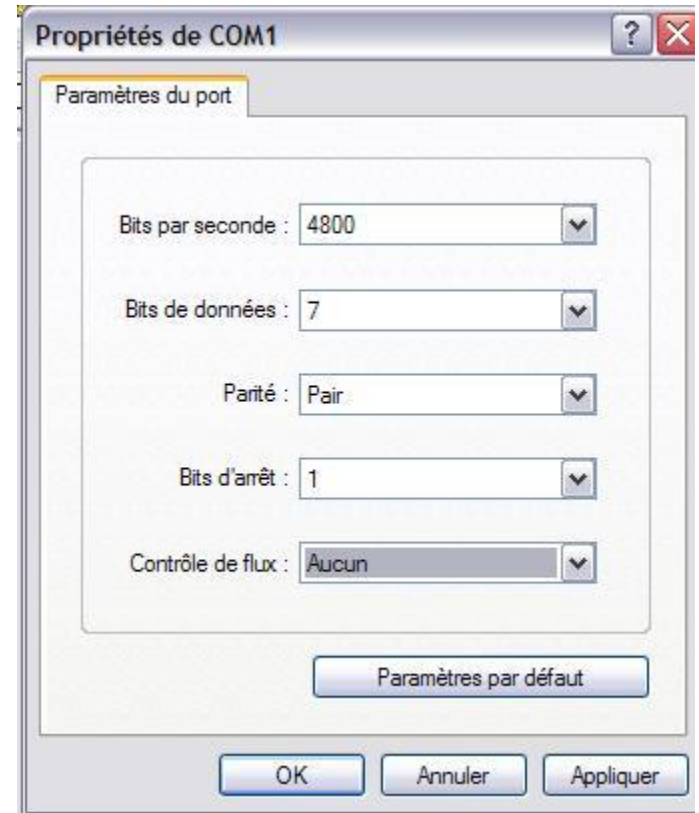 Propriétés de COM1
Paramètres du port
Bits par seconde : 4800
Bits de données : 7
Parité : Pair
Bits d'arrêt : 1
Contrôle de flux : Aucun
Paramètres par défaut
OK Annuler Appliquer